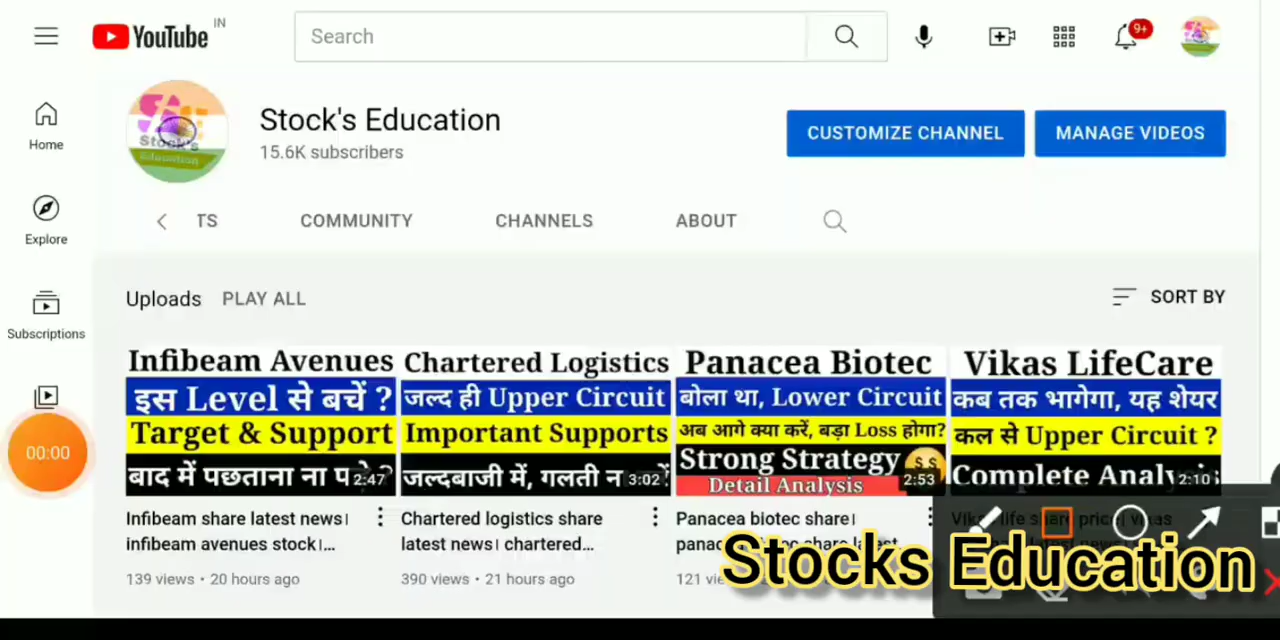 YouTube IN
Search
9+
Stock's Education
15.6K subscribers
CUSTOMIZE CHANNEL
MANAGE VIDEOS
Home
Explore
Subscriptions
TS
COMMUNITY
CHANNELS
ABOUT
Uploads
PLAY ALL
SORT BY
Infibeam Avenues
इस Level से बचें ?
Target & Support
बाद में पछताना ना
2:47
Infibeam share latest news।
infibeam avenues stock।...
139 views • 20 hours ago
Chartered Logistics
जल्द ही Upper Circuit
Important Supports
जल्दबाजी में, गलती
3:02
Chartered logistics share
latest news। chartered...
390 views • 21 hours ago
Panacea Biotec
बोला था, Lower Circuit
अब आगे क्या करें, बड़ा Loss होगा?
Strong Strategy
Detail Analysis
2:53
Panacea biotec share।
121
Vikas LifeCare
कब तक भागेगा, यह शेयर
कल से Upper Circuit ?
Complete
2:10
00:00
Stocks Education